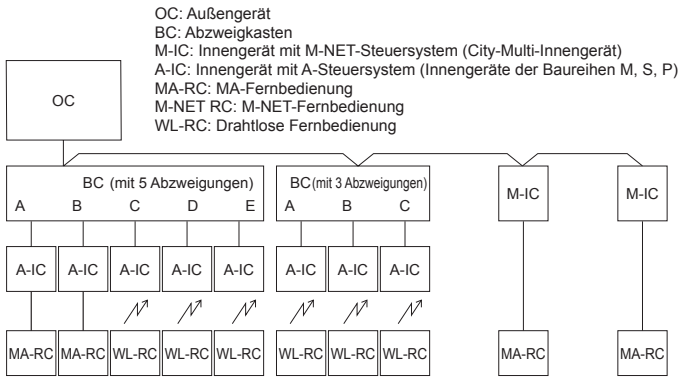 OC: Außengerät
BC: Abzweigkasten
M-IC: Innengerät mit M-NET-Steuersystem (City-Multi-Innengerät)
A-IC: Innengerät mit A-Steuersystem (Innengeräte der Baureihen M, S, P)
MA-RC: MA-Fernbedienung
M-NET RC: M-NET-Fernbedienung
WL-RC: Drahtlose Fernbedienung
OC
BC (mit 5 Abzweigungen) BC(mit 3 Abzweigungen) M-IC M-IC
A B C D E A B C
A-IC A-IC A-IC A-IC A-IC A-IC A-IC A-IC
MA-RC MA-RC WL-RC WL-RC WL-RC WL-RC WL-RC WL-RC MA-RC MA-RC